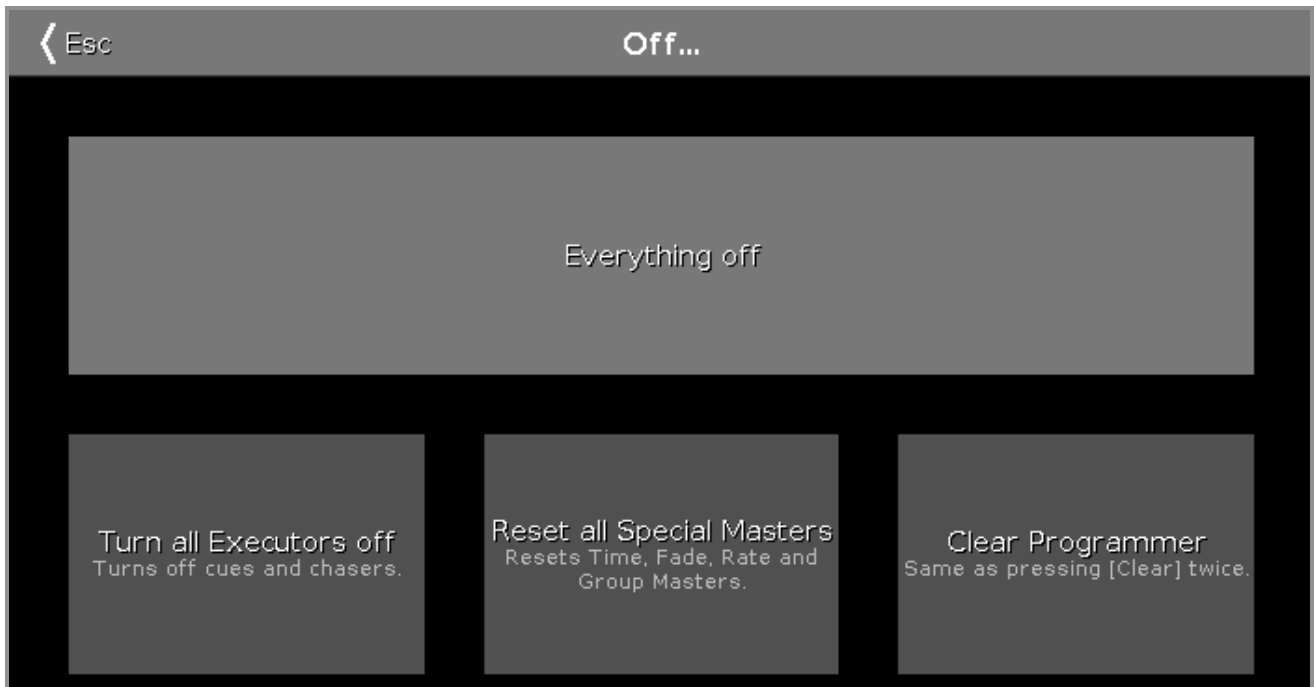 Esc
Off...
Everything off
Turn all Executors off
Turns off cues and chasers.
Reset all Special Masters
Resets Time, Fade, Rate and
Group Masters.
Clear Programmer
Same as pressing [Clear] twice.